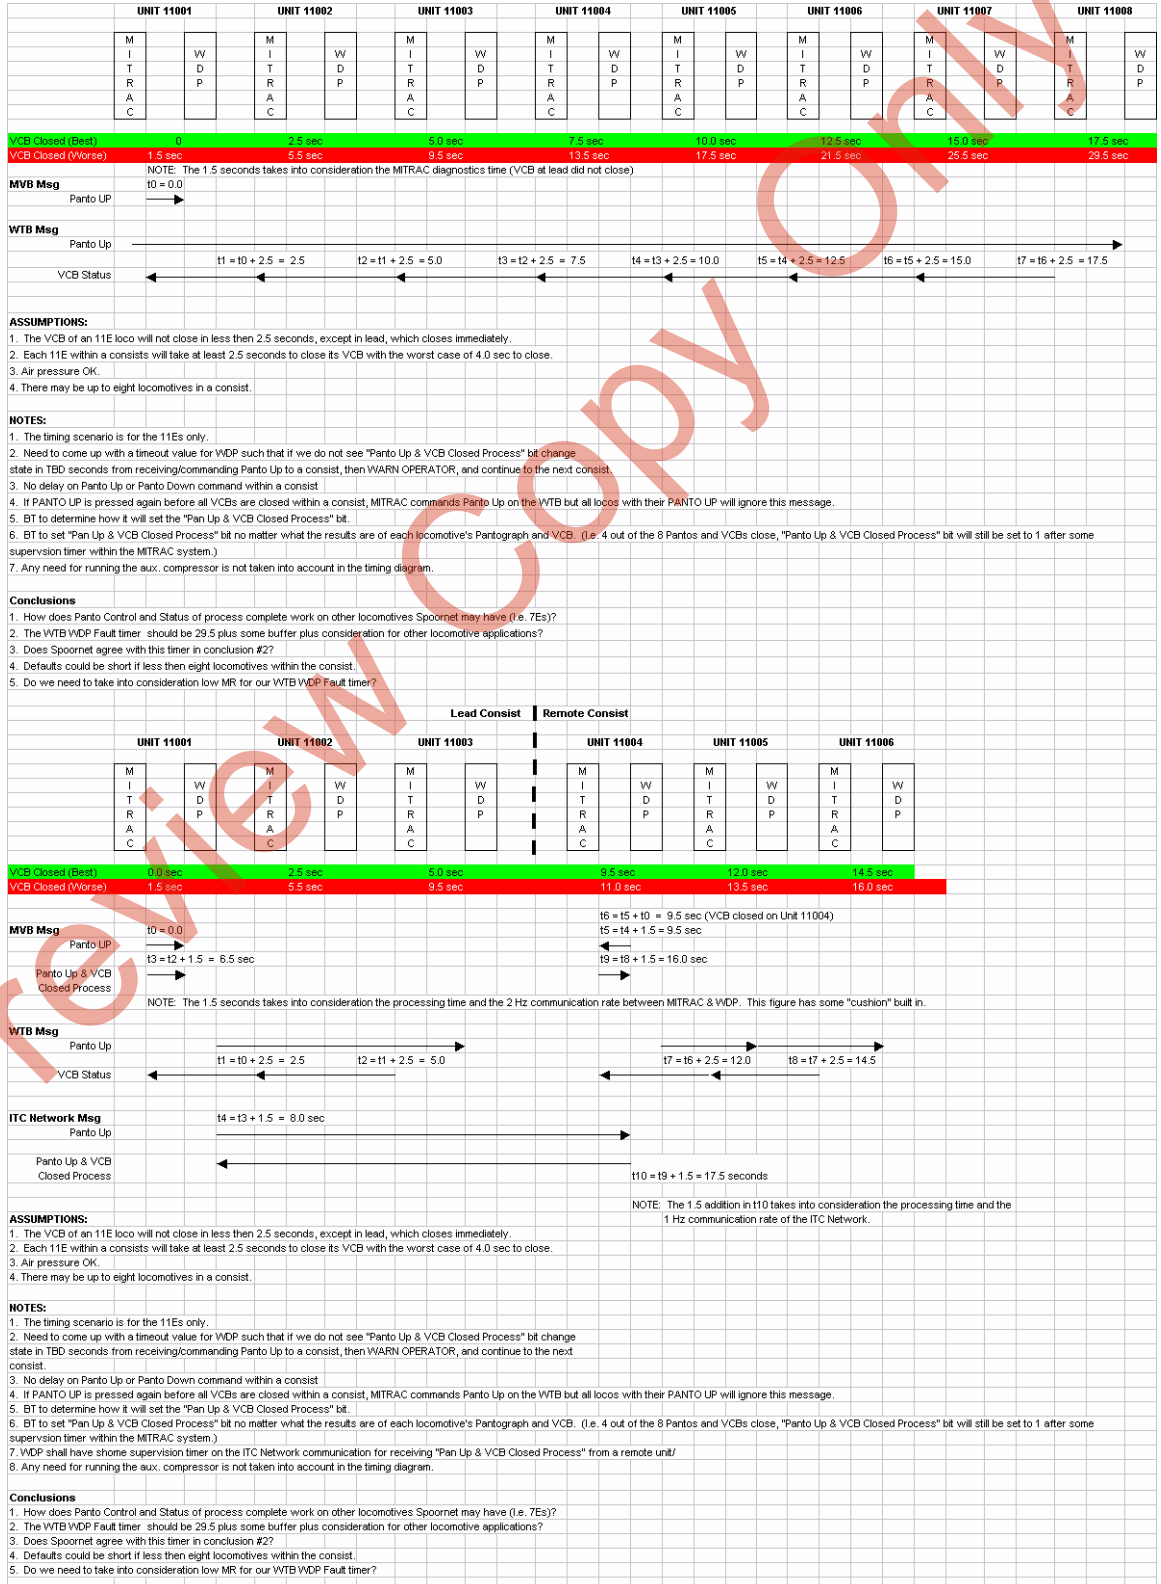 UNIT 11001 UNIT 11002 UNIT 11003 UNIT 11004 UNIT 11005 UNIT 11006 UNIT 11007 UNIT 11008
MITRAC WDP MITRAC WDP MITRAC WDP MITRAC WDP MITRAC WDP MITRAC WDP MITRAC WDP MITRAC WDP
VCB Closed (Best) 0 2.5 sec 5.0 sec 7.5 sec 10.0 sec 12.5 sec 15.0 sec 17.5 sec
VCB Closed (Worse) 1.5 sec 5.5 sec 9.5 sec 13.5 sec 17.5 sec 21.5 sec 25.5 sec 29.5 sec
NOTE: The 1.5 seconds takes into consideration the MITRAC diagnostics time (VCB at lead did not close)
MVB Msg t0 = 0.0
Panto UP
WTB Msg
Panto Up
t1 = t0 + 2.5 = 2.5 t2 = t1 + 2.5 = 5.0 t3 = t2 + 2.5 = 7.5 t4 = t3 + 2.5 = 10.0 t5 = t4 + 2.5 = 12.5 t6 = t5 + 2.5 = 15.0 t7 = t6 + 2.5 = 17.5
VCB Status
ASSUMPTIONS:
1. The VCB of an 11E loco will not close in less then 2.5 seconds, except in lead, which closes immediately.
2. Each 11E within a consists will take at least 2.5 seconds to close its VCB with the worst case of 4.0 sec to close.
3. Air pressure OK.
4. There may be up to eight locomotives in a consist.
NOTES:
1. The timing scenario is for the 11Es only.
2. Need to come up with a timeout value for WDP such that if we do not see "Panto Up & VCB Closed Process" bit change
state in TBD seconds from receiving/commanding Panto Up to a consist, then WARN OPERATOR, and continue to the next consist.
3. No delay on Panto Up or Panto Down command within a consist
4. If PANTO UP is pressed again before all VCBs are closed within a consist, MITRAC commands Panto Up on the WTB but all locos with their PANTO UP will ignore this message.
5. BT to determine how it will set the "Pan Up & VCB Closed Process" bit.
6. BT to set "Pan Up & VCB Closed Process" bit no matter what the results are of each locomotive's Pantograph and VCB. (I.e. 4 out of the 8 Pantos and VCBs close, "Panto Up & VCB Closed Process" bit will still be set to 1 after some
supervsion timer within the MITRAC system.)
7. Any need for running the aux. compressor is not taken into account in the timing diagram.
Conclusions
1. How does Panto Control and Status of process complete work on other locomotives Spoornet may have (I.e. 7Es)?
2. The WTB WDP Fault timer should be 29.5 plus some buffer plus consideration for other locomotive applications?
3. Does Spoornet agree with this timer in conclusion #2?
4. Defaults could be short if less then eight locomotives within the consist.
5. Do we need to take into consideration low MR for our WTB WDP Fault timer?
Lead Consist Remote Consist
UNIT 11001 UNIT 11002 UNIT 11003 UNIT 11004 UNIT 11005 UNIT 11006
MITRAC WDP MITRAC WDP MITRAC WDP MITRAC WDP MITRAC WDP MITRAC WDP
VCB Closed (Best) 0.0 sec 2.5 sec 5.0 sec 9.5 sec 12.0 sec 14.5 sec
VCB Closed (Worse) 1.5 sec 5.5 sec 9.5 sec 11.0 sec 13.5 sec 16.0 sec
t6 = t5 + t0 = 9.5 sec (VCB closed on Unit 11004)
MVB Msg t0 = 0.0 t5 = t4 + 1.5 = 9.5 sec
Panto UP
t3 = t2 + 1.5 = 6.5 sec t9 = t8 + 1.5 = 16.0 sec
Panto Up & VCB
Closed Process
NOTE: The 1.5 seconds takes into consideration the processing time and the 2 Hz communication rate between MITRAC & WDP. This figure has some "cushion" built in.
WTB Msg
Panto Up
t1 = t0 + 2.5 = 2.5 t2 = t1 + 2.5 = 5.0 t7 = t6 + 2.5 = 12.0 t8 = t7 + 2.5 = 14.5
VCB Status
ITC Network Msg t4 = t3 + 1.5 = 8.0 sec
Panto Up
Panto Up & VCB
Closed Process t10 = t9 + 1.5 = 17.5 seconds
NOTE: The 1.5 addition in t10 takes into consideration the processing time and the
1 Hz communication rate of the ITC Network.
ASSUMPTIONS:
1. The VCB of an 11E loco will not close in less then 2.5 seconds, except in lead, which closes immediately.
2. Each 11E within a consists will take at least 2.5 seconds to close its VCB with the worst case of 4.0 sec to close.
3. Air pressure OK.
4. There may be up to eight locomotives in a consist.
NOTES:
1. The timing scenario is for the 11Es only.
2. Need to come up with a timeout value for WDP such that if we do not see "Panto Up & VCB Closed Process" bit change
state in TBD seconds from receiving/commanding Panto Up to a consist, then WARN OPERATOR, and continue to the next
consist.
3. No delay on Panto Up or Panto Down command within a consist
4. If PANTO UP is pressed again before all VCBs are closed within a consist, MITRAC commands Panto Up on the WTB but all locos with their PANTO UP will ignore this message.
5. BT to determine how it will set the "Pan Up & VCB Closed Process" bit.
6. BT to set "Pan Up & VCB Closed Process" bit no matter what the results are of each locomotive's Pantograph and VCB. (I.e. 4 out of the 8 Pantos and VCBs close, "Panto Up & VCB Closed Process" bit will still be set to 1 after some
supervsion timer within the MITRAC system.)
7. WDP shall have shome supervision timer on the ITC Network communication for receiving "Pan Up & VCB Closed Process" from a remote unit/
8. Any need for running the aux. compressor is not taken into account in the timing diagram.
Conclusions
1. How does Panto Control and Status of process complete work on other locomotives Spoornet may have (I.e. 7Es)?
2. The WTB WDP Fault timer should be 29.5 plus some buffer plus consideration for other locomotive applications?
3. Does Spoornet agree with this timer in conclusion #2?
4. Defaults could be short if less then eight locomotives within the consist.
5. Do we need to take into consideration low MR for our WTB WDP Fault timer?
review Copy Only